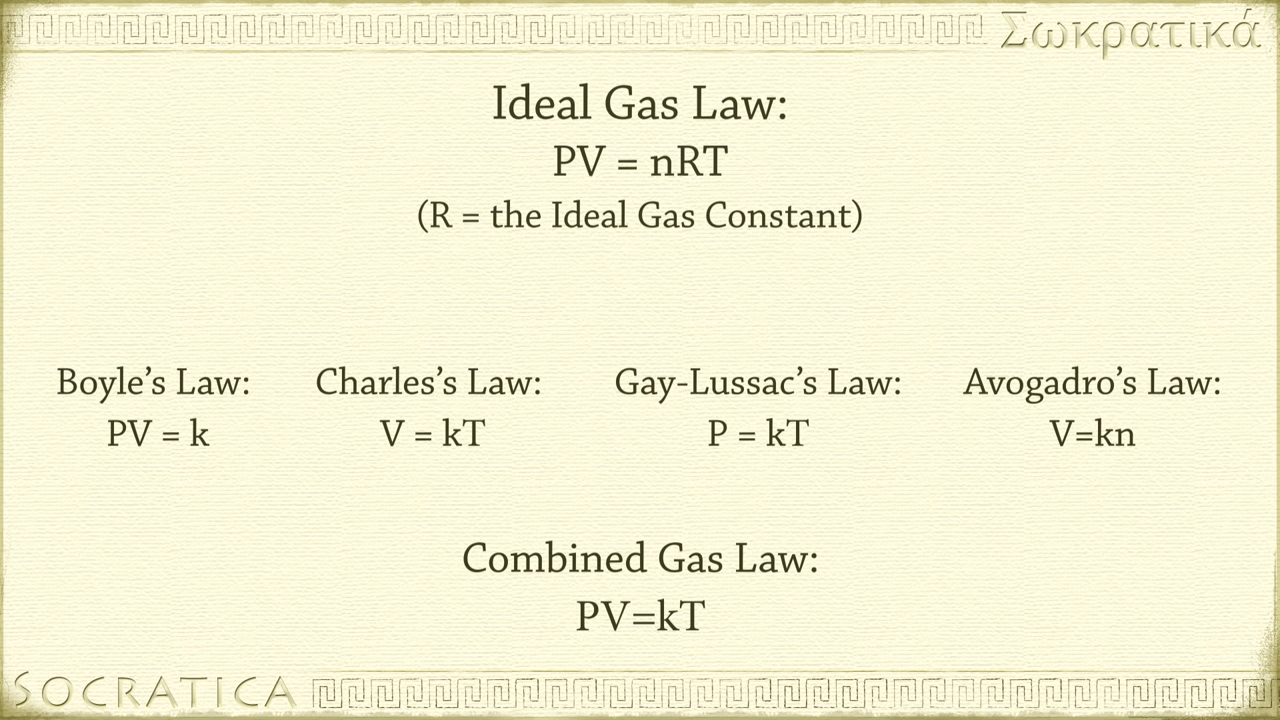 Σωκρατικά
Ideal Gas Law:
PV = nRT
(R = the Ideal Gas Constant)
Boyle’s Law:
PV = k
Charles’s Law:
V = kT
Gay-Lussac’s Law:
P = kT
Avogadro’s Law:
V=kn
Combined Gas Law:
PV=kT
SOCRATICA